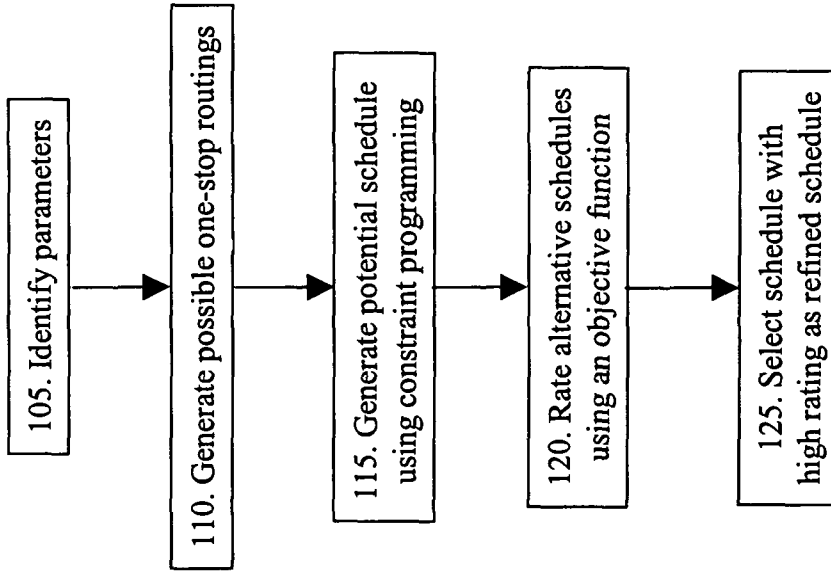 105. Identify parameters
110. Generate possible one-stop routings
115. Generate potential schedule
using constraint programming
120. Rate alternative schedules
using an objective function
125. Select schedule with
high rating as refined schedule